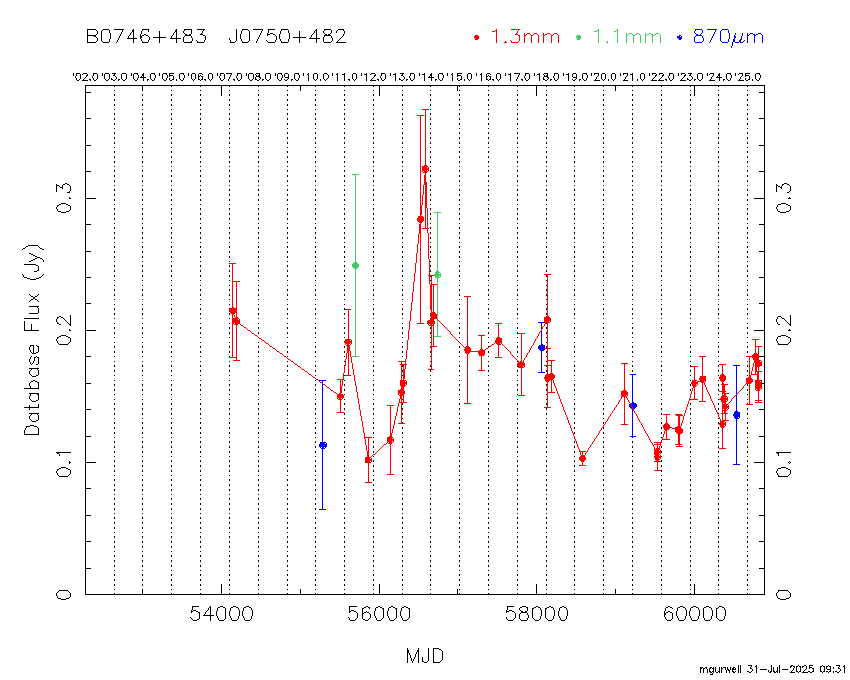 B0746+483 J0750+482 1.3mm 1.1mm 870μm
'02.0 '03.0 '04.0 '05.0 '06.0 '07.0 '08.0 '09.0 '10.0 '11.0 '12.0 '13.0 '14.0 '15.0 '16.0 '17.0 '18.0 '19.0 '20.0 '21.0 '22.0 '23.0 '24.0 '25.0
0.3 0.3
0.2 0.2
Database Flux (Jy)
0.1 0.1
0 0
54000 56000 58000 60000
MJD
mgurwell 31-Jul-2025 09:31